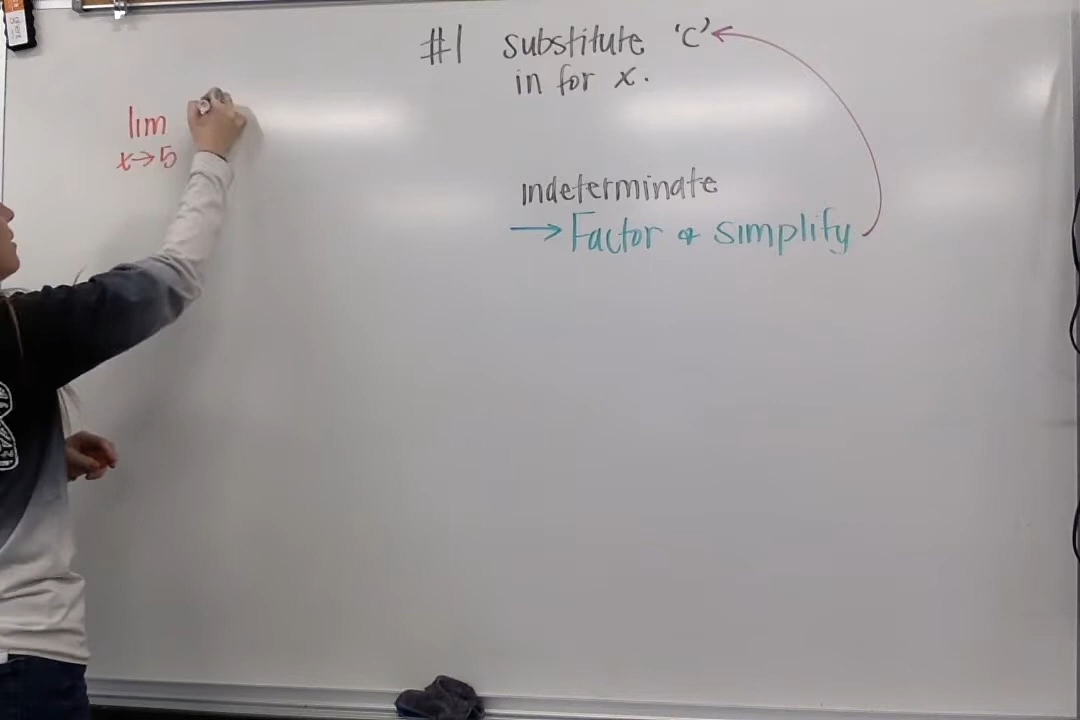 #1 substitute 'c'
in for x.
lim
x→5
indeterminate
→ Factor & simplify